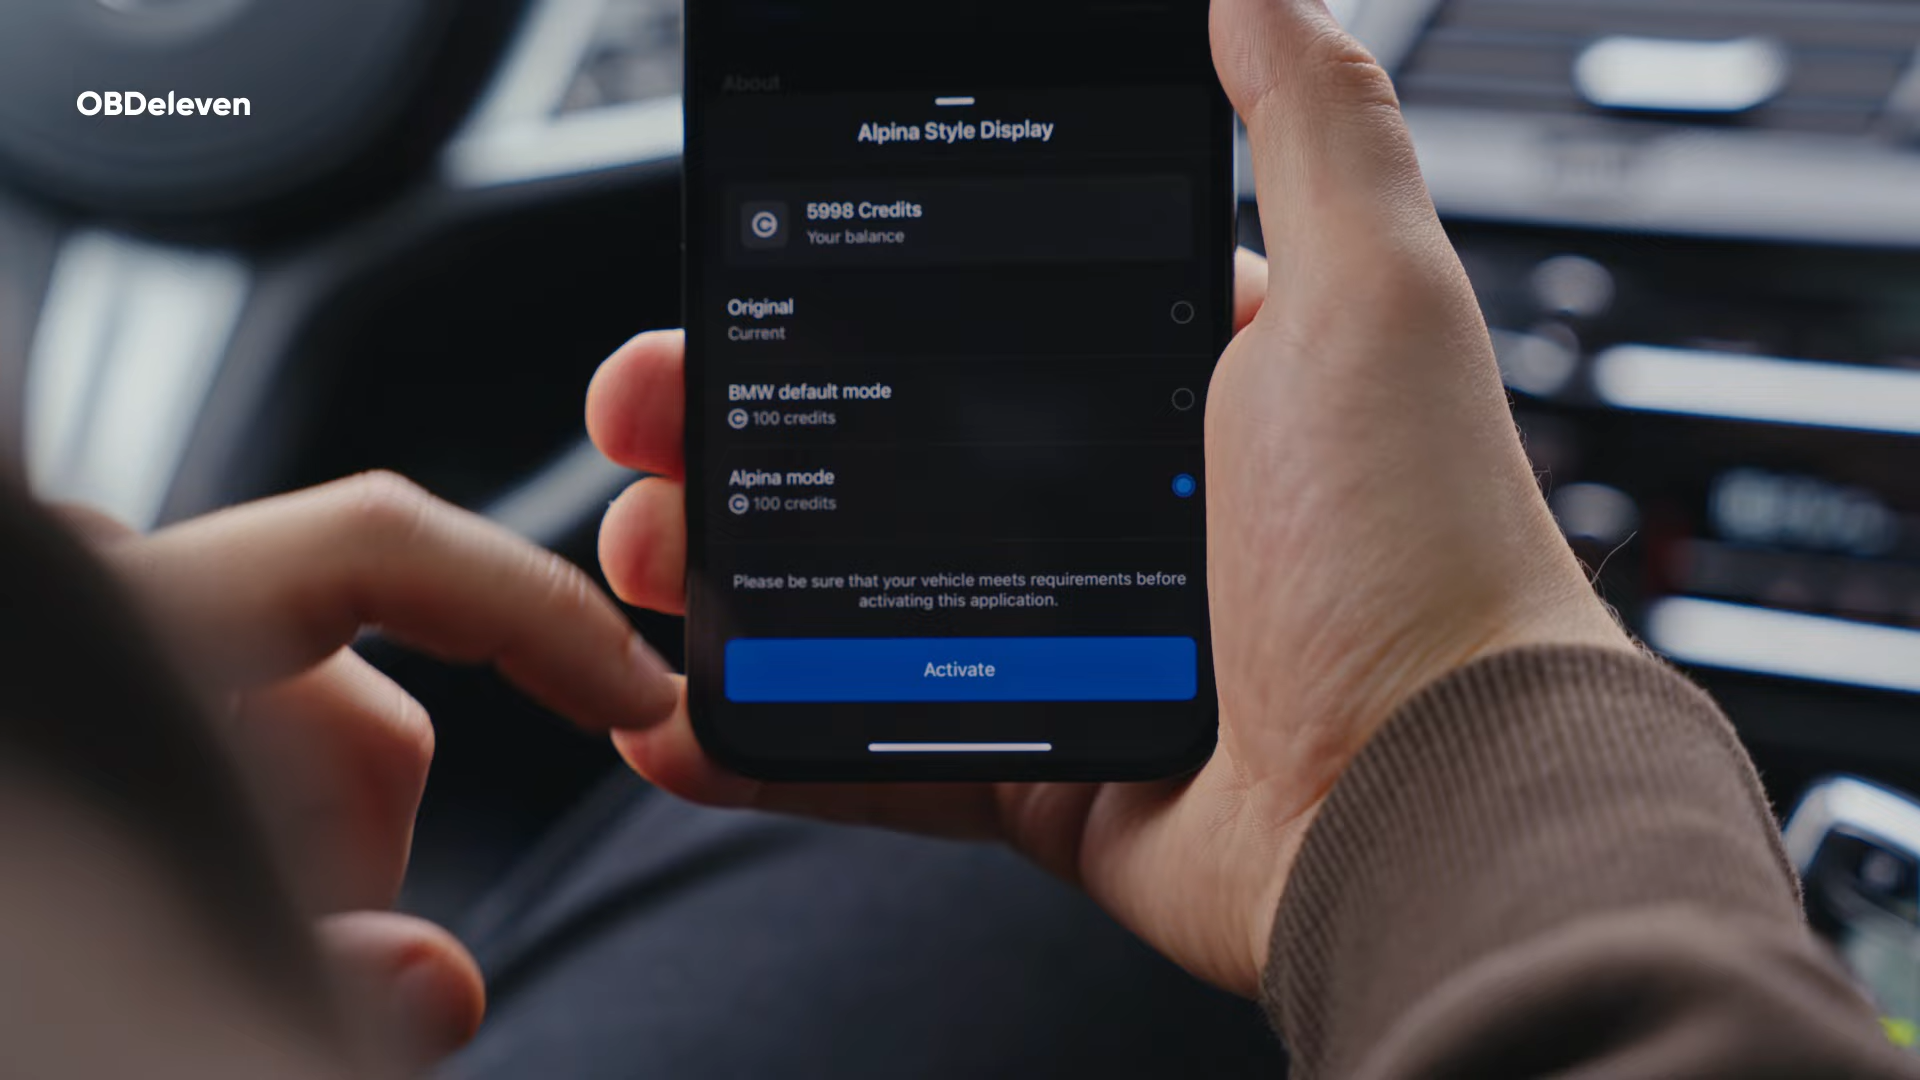 OBDeleven
About
Alpina Style Display
5998 Credits
Your balance
Original
Current
BMW default mode
100 credits
Alpina mode
100 credits
Please be sure that your vehicle meets requirements before
activating this application.
Activate